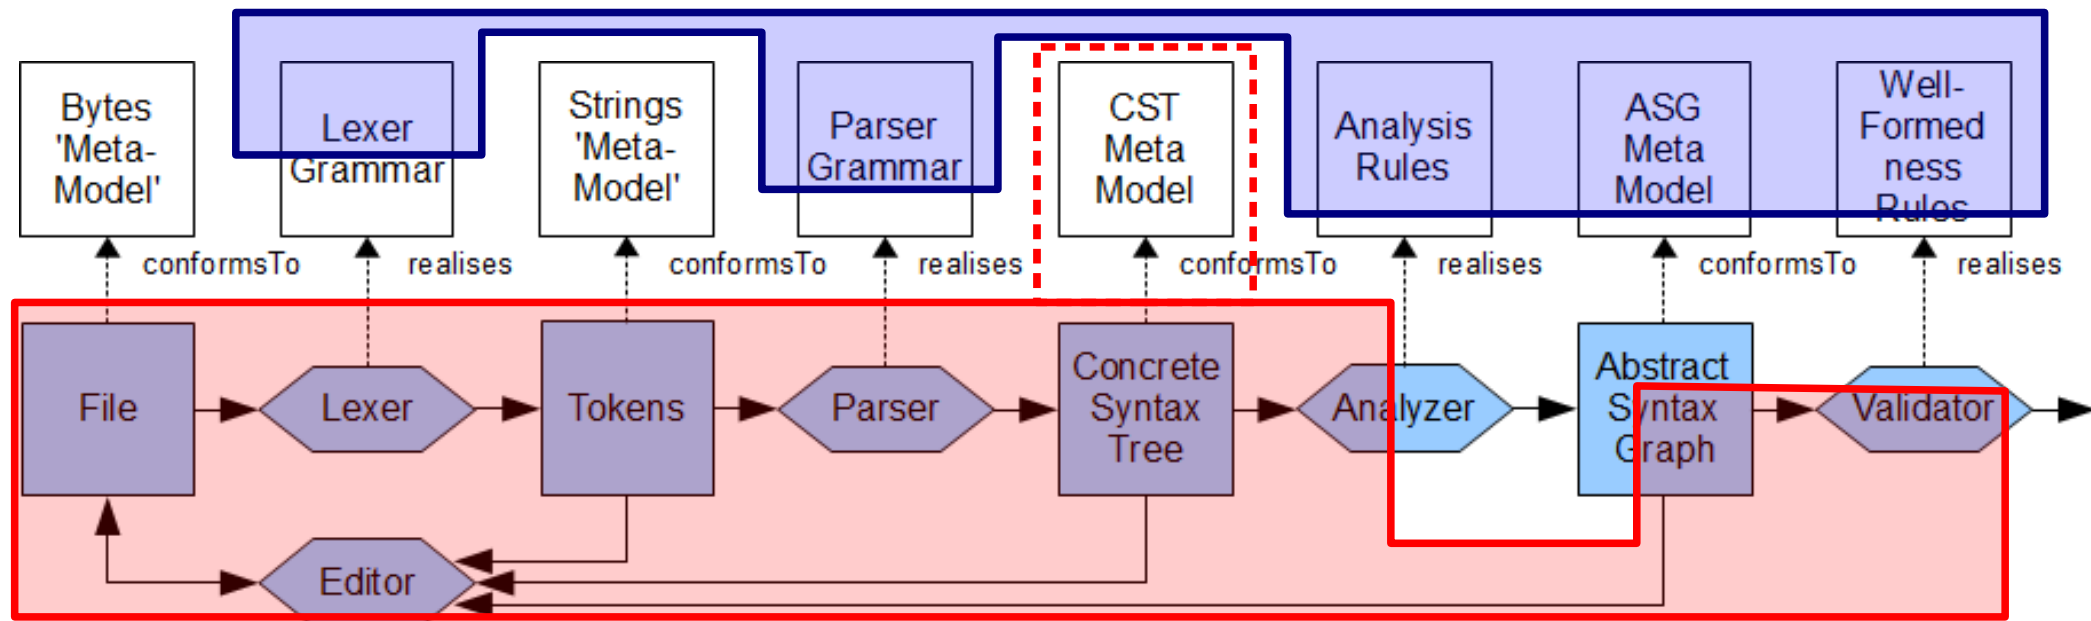 Bytes
'Meta-
Model'
Lexer
Grammar
Strings
'Meta-
Model'
Parser
Grammar
CST
Meta
Model
Analysis
Rules
ASG
Meta
Model
Well-
Formed
ness
Rules
conformsTo
realises
conformsTo
realises
conformsTo
realises
conformsTo
realises
File
Lexer
Tokens
Parser
Concrete
Syntax
Tree
Analyzer
Abstract
Syntax
Graph
Validator
Editor